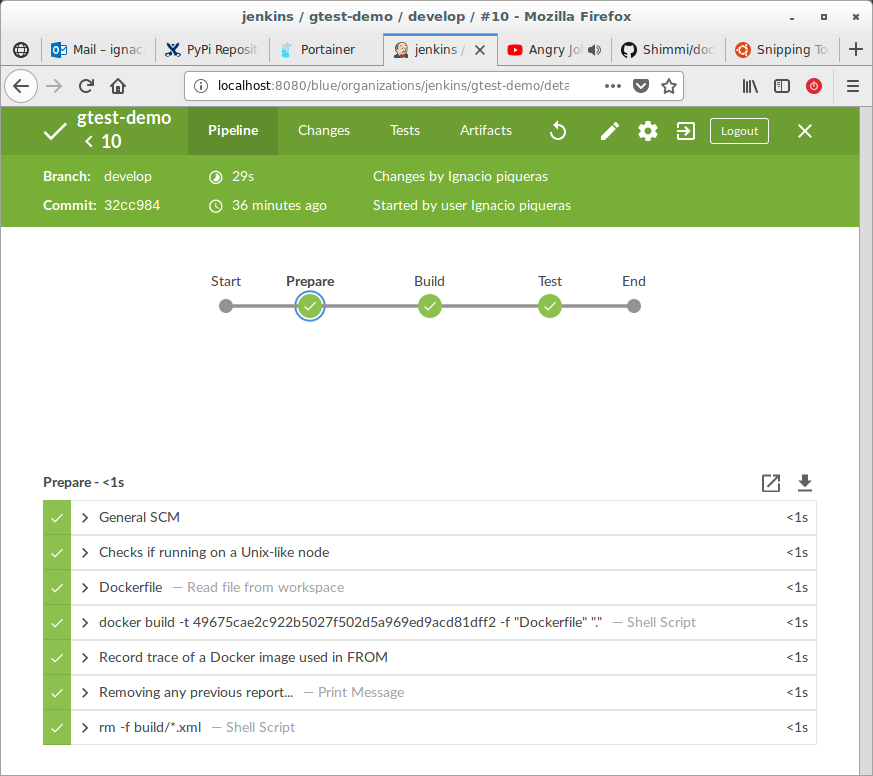 jenkins / gtest-demo / develop / #10 - Mozilla Firefox
Mail – ignac
PyPi Reposit
Portainer
jenkins /
Angry Jo
Shimmi/doc
Snipping To
localhost:8080/blue/organizations/jenkins/gtest-demo/deta
gtest-demo
< 10
Pipeline
Changes
Tests
Artifacts
Logout
Branch: develop
29s
Changes by Ignacio piqueras
Commit: 32cc984
36 minutes ago
Started by user Ignacio piqueras
Start
Prepare
Build
Test
End
Prepare - <1s
General SCM <1s
Checks if running on a Unix-like node <1s
Dockerfile — Read file from workspace <1s
docker build -t 49675cae2c922b5027f502d5a969ed9acd81dff2 -f "Dockerfile" "." — Shell Script <1s
Record trace of a Docker image used in FROM <1s
Removing any previous report... — Print Message <1s
rm -f build/*.xml — Shell Script <1s